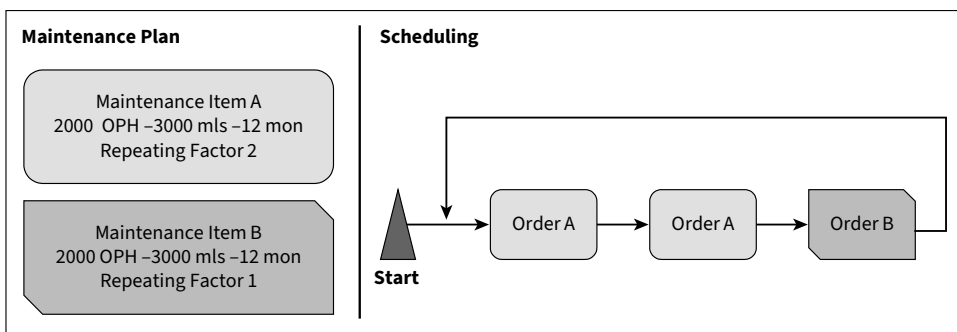 Maintenance Plan
Maintenance Item A
2000 OPH –3000 mls –12 mon
Repeating Factor 2
Maintenance Item B
2000 OPH –3000 mls –12 mon
Repeating Factor 1
Scheduling
Start
Order A
Order A
Order B